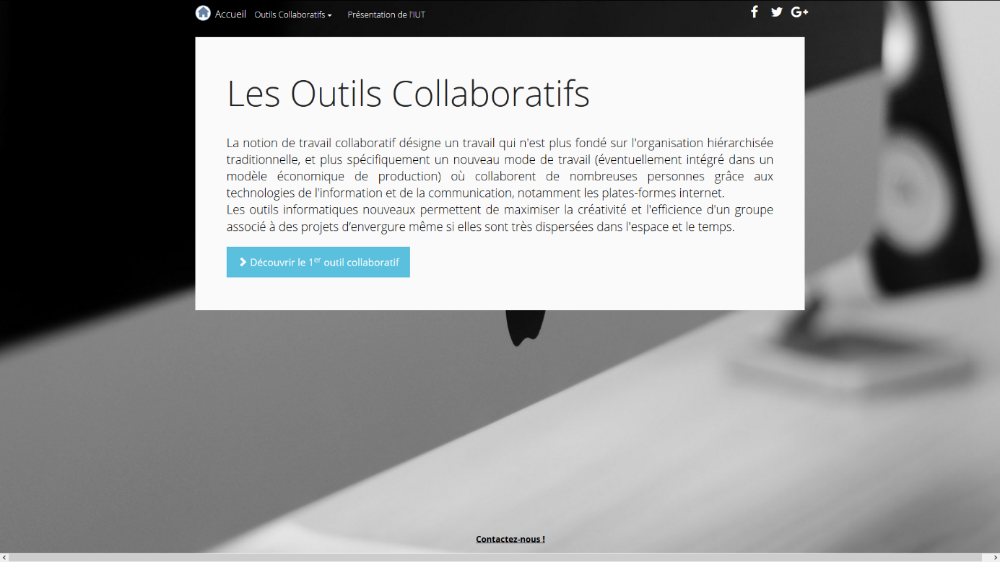 Accueil Outils Collaboratifs Présentation de l'IUT
G+
Les Outils Collaboratifs
La notion de travail collaboratif désigne un travail qui n'est plus fondé sur l'organisation hiérarchisée
traditionnelle, et plus spécifiquement un nouveau mode de travail (éventuellement intégré dans un
modèle économique de production) où collaborent de nombreuses personnes grâce aux
technologies de l'information et de la communication, notamment les plates-formes internet.
Les outils informatiques nouveaux permettent de maximiser la créativité et l'efficience d'un groupe
associé à des projets d’envergure même si elles sont très dispersées dans l'espace et le temps.
Découvrir le 1er outil collaboratif
Contactez-nous !